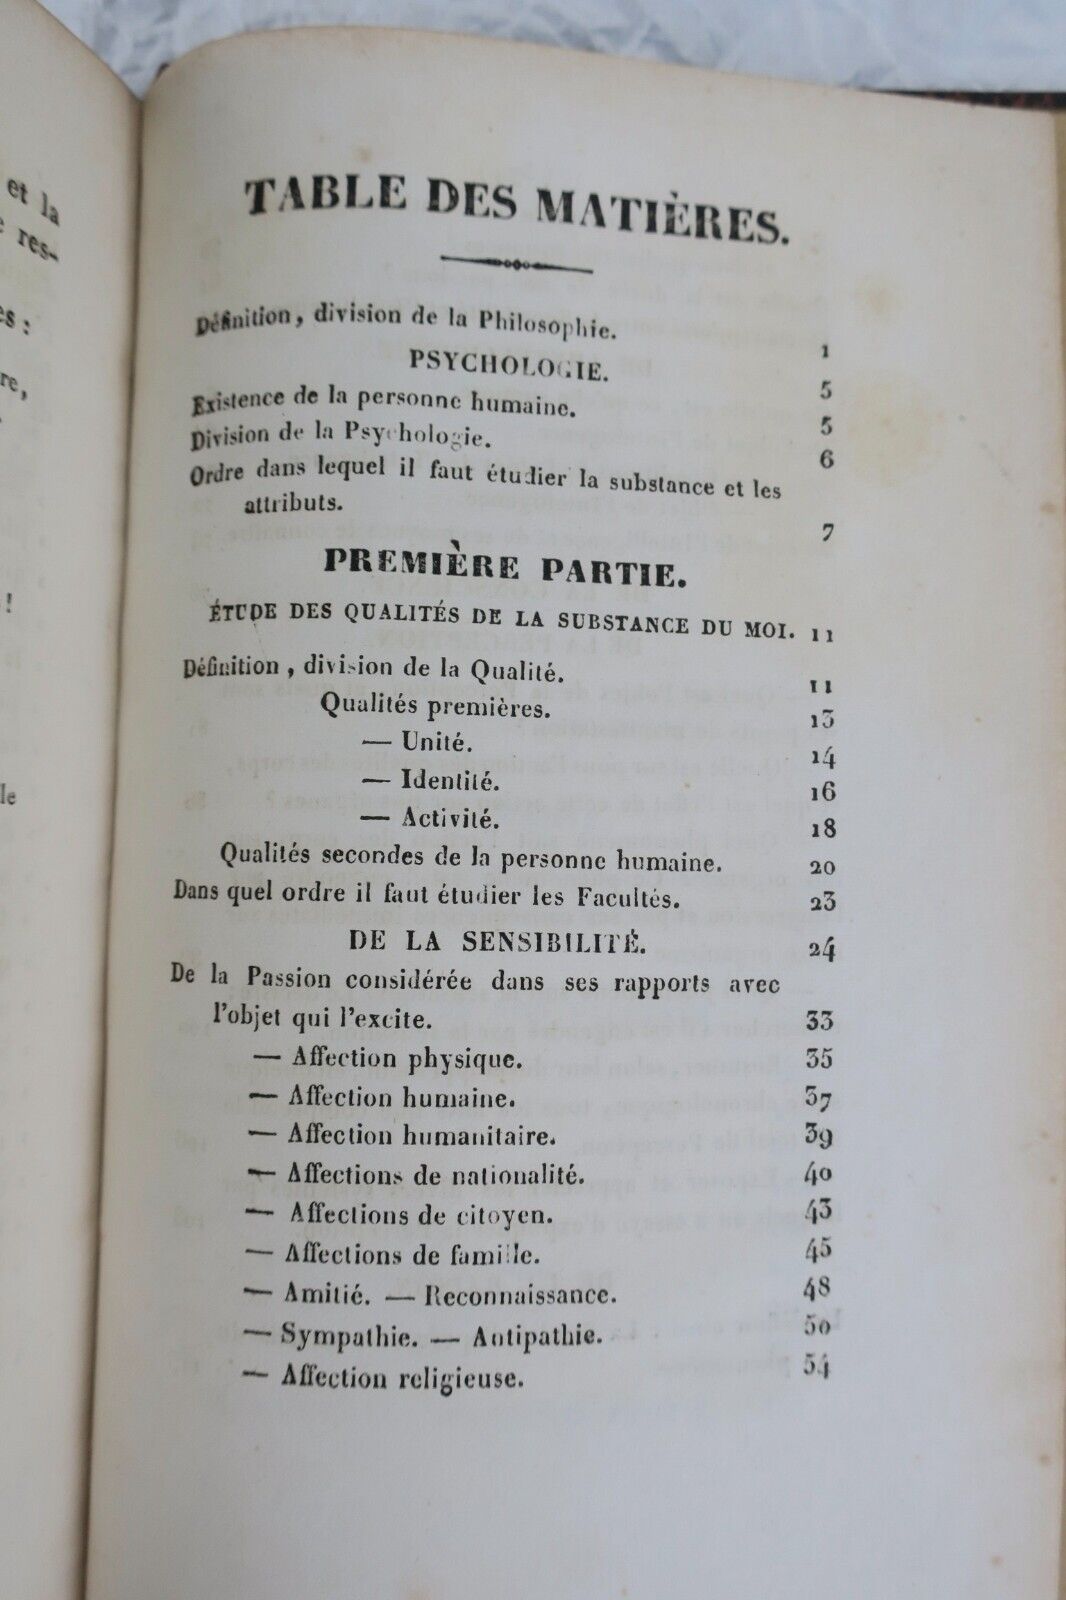 et la
res-
es :
re,
!
le
TABLE DES MATIÈRES.
Définition, division de la Philosophie. 1
PSYCHOLOGIE. 5
Existence de la personne humaine. 5
Division de la Psychologie. 6
Ordre dans lequel il faut étudier la substance et les
attributs. 7
PREMIÈRE PARTIE.
ÉTUDE DES QUALITÉS DE LA SUBSTANCE DU MOI. 11
Définition, division de la Qualité. 11
Qualités premières. 13
— Unité. 14
— Identité. 16
— Activité. 18
Qualités secondes de la personne humaine. 20
Dans quel ordre il faut étudier les Facultés. 23
DE LA SENSIBILITÉ. 24
De la Passion considérée dans ses rapports avec
l'objet qui l'excite. 33
— Affection physique. 35
— Affection humaine. 37
— Affection humanitaire. 39
— Affections de nationalité. 40
— Affections de citoyen. 43
— Affections de famille. 45
— Amitié. — Reconnaissance. 48
— Sympathie. — Antipathie. 50
— Affection religieuse. 54